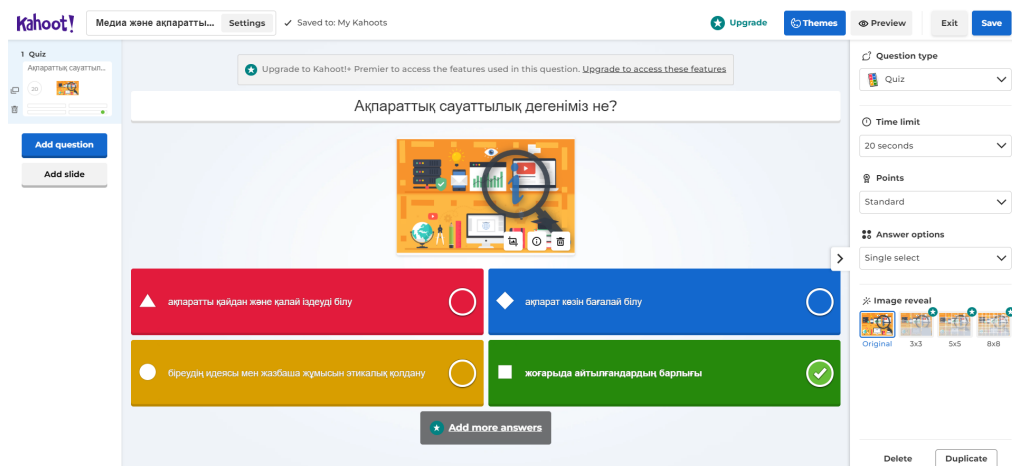 Kahoot!
Медиа және ақпаратты...
Settings
Saved to: My Kahoots
Upgrade
Themes
Preview
Exit
Save
1 Quiz
Ақпараттық сауаттыл...
20
Add question
Add slide
Upgrade to Kahoot!+ Premier to access the features used in this question. Upgrade to access these features
Ақпараттық сауаттылық дегеніміз не?
ақпаратты қайдан және қалай іздеуді білу
ақпарат көзін бағалай білу
біреудің идеясы мен жазбаша жұмысын этикалық қолдану
жоғарыда айтылғандардың барлығы
Add more answers
Question type
Quiz
Time limit
20 seconds
Points
Standard
Answer options
Single select
Image reveal
Original 3x3 5x5 8x8
Delete
Duplicate